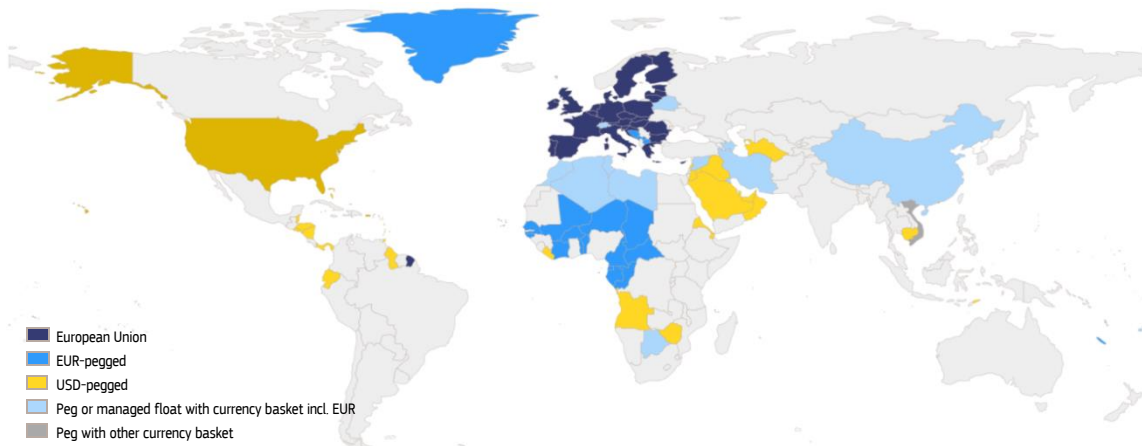 European Union
EUR-pegged
USD-pegged
Peg or managed float with currency basket incl. EUR
Peg with other currency basket